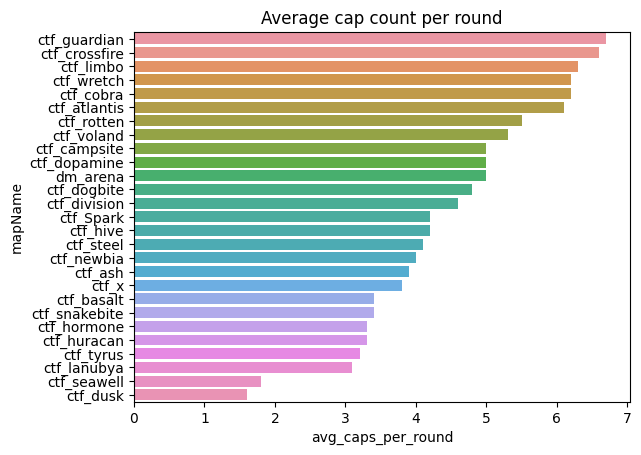 Average cap count per round
mapName
ctf_guardian
ctf_crossfire
ctf_limbo
ctf_wretch
ctf_cobra
ctf_atlantis
ctf_rotten
ctf_voland
ctf_campsite
ctf_dopamine
dm_arena
ctf_dogbite
ctf_division
ctf_Spark
ctf_hive
ctf_steel
ctf_newbia
ctf_ash
ctf_x
ctf_basalt
ctf_snakebite
ctf_hormone
ctf_huracan
ctf_tyrus
ctf_lanubya
ctf_seawell
ctf_dusk
0 1 2 3 4 5 6 7
avg_caps_per_round